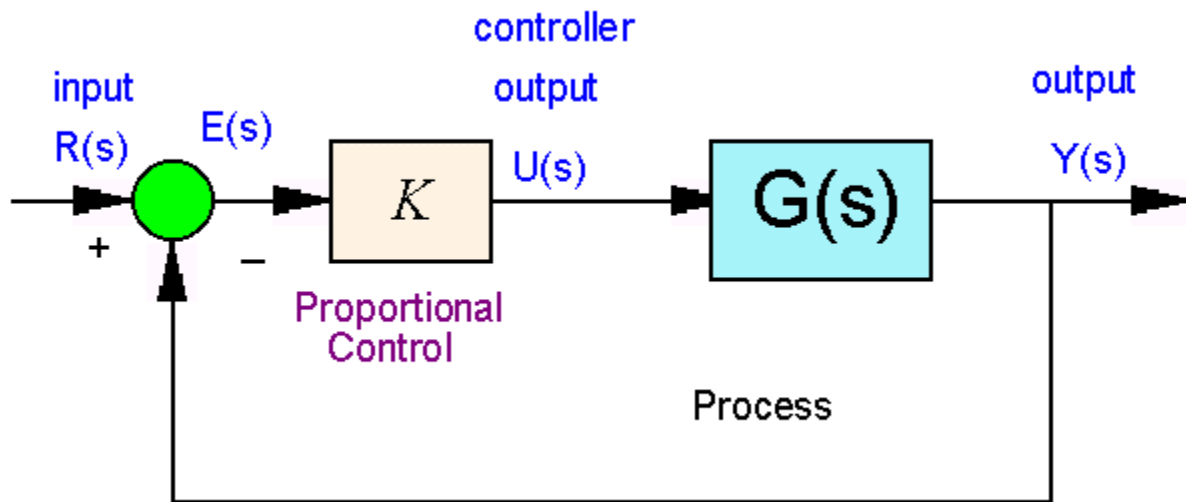 controller
input
output
output
R(s)
E(s)
U(s)
Y(s)
K
G(s)
+
−
Proportional
Control
Process